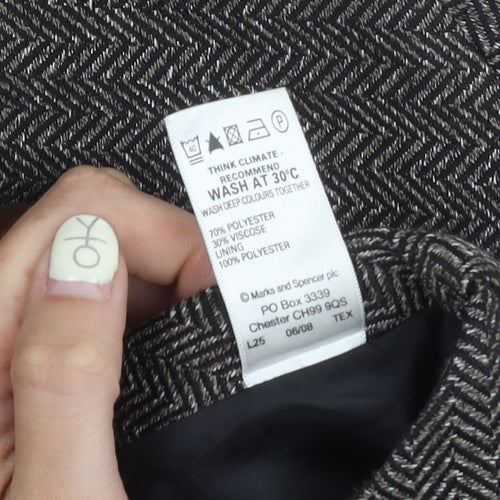 40 P
THINK CLIMATE -
RECOMMEND
WASH AT 30°C
WASH DEEP COLOURS TOGETHER
70% POLYESTER
30% VISCOSE
LINING
100% POLYESTER
© Marks and Spencer plc
PO Box 3339
Chester CH99 9QS
L25 06/08 TEX